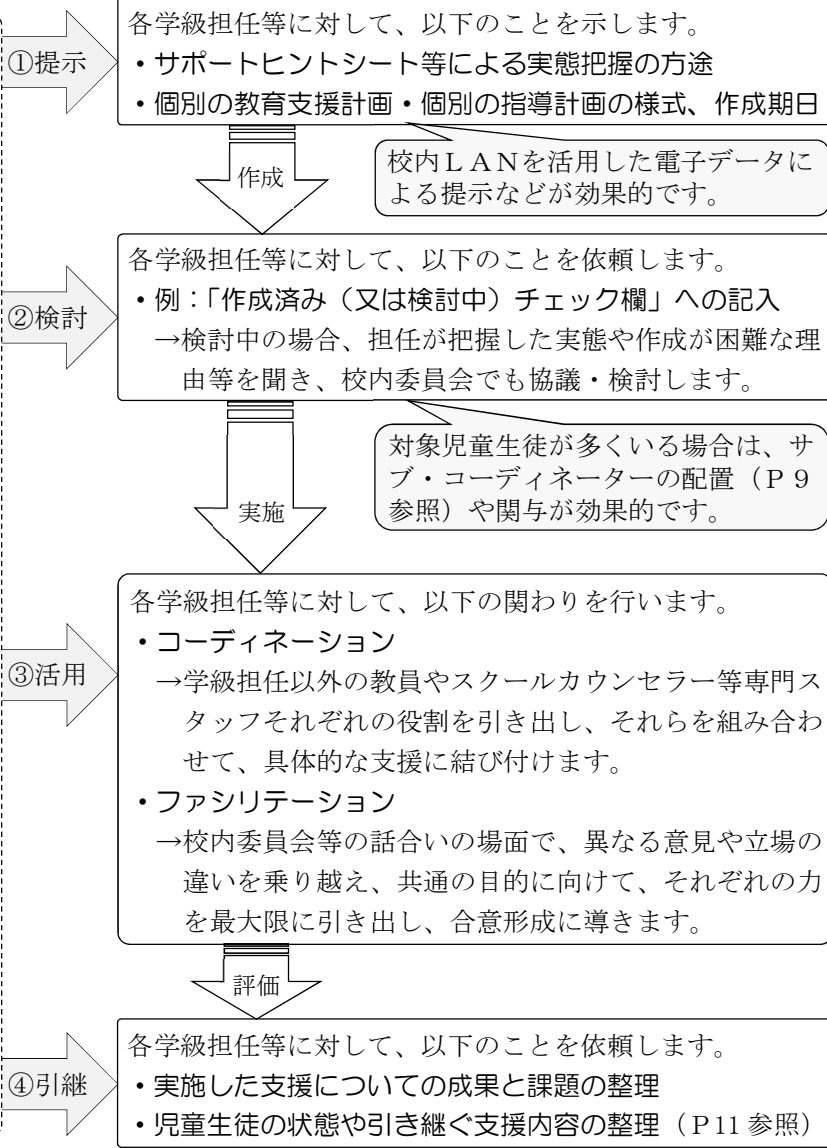 各学級担任等に対して、以下のことを示します。
①提示
・サポートヒントシート等による実態把握の方途
・個別の教育支援計画・個別の指導計画の様式、作成期日
作成
校内ＬＡＮを活用した電子データに
よる提示などが効果的です。
各学級担任等に対して、以下のことを依頼します。
②検討
・例：「作成済み（又は検討中）チェック欄」への記入
→検討中の場合、担任が把握した実態や作成が困難な理
由等を聞き、校内委員会でも協議・検討します。
対象児童生徒が多くいる場合は、サ
ブ・コーディネーターの配置（Ｐ９
参照）や関与が効果的です。
実施
各学級担任等に対して、以下の関わりを行います。
・コーディネーション
③活用
→学級担任以外の教員やスクールカウンセラー等専門ス
タッフそれぞれの役割を引き出し、それらを組み合わ
せて、具体的な支援に結び付けます。
・ファシリテーション
→校内委員会等の話合いの場面で、異なる意見や立場の
違いを乗り越え、共通の目的に向けて、それぞれの力
を最大限に引き出し、合意形成に導きます。
評価
各学級担任等に対して、以下のことを依頼します。
④引継
・実施した支援についての成果と課題の整理
・児童生徒の状態や引き継ぐ支援内容の整理（Ｐ11 参照）